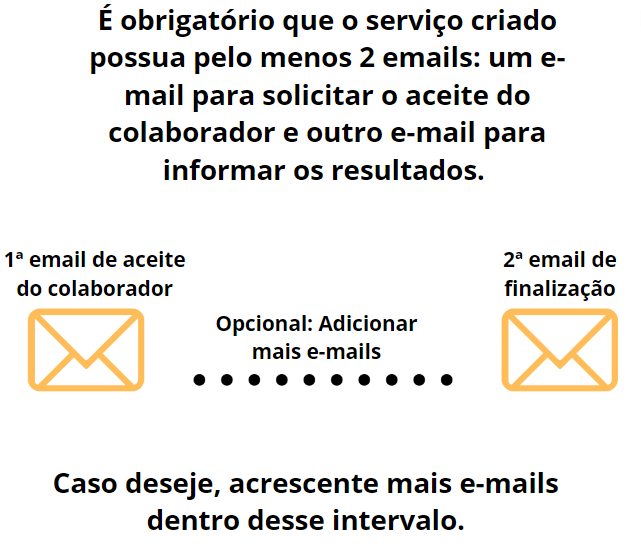 É obrigatório que o serviço criado
possua pelo menos 2 emails: um e-
mail para solicitar o aceite do
colaborador e outro e-mail para
informar os resultados.
1ª email de aceite
do colaborador
2ª email de
finalização
Opcional: Adicionar
mais e-mails
Caso deseje, acrescente mais e-mails
dentro desse intervalo.